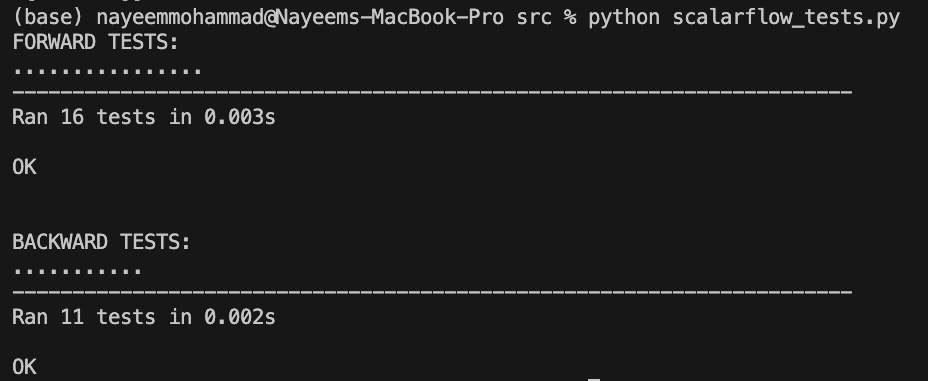 (base) nayeemmohammad@Nayeems-MacBook-Pro src % python scalarflow_tests.py
FORWARD TESTS:
................
----------------------------------------------------------------------
Ran 16 tests in 0.003s
OK
BACKWARD TESTS:
...........
----------------------------------------------------------------------
Ran 11 tests in 0.002s
OK